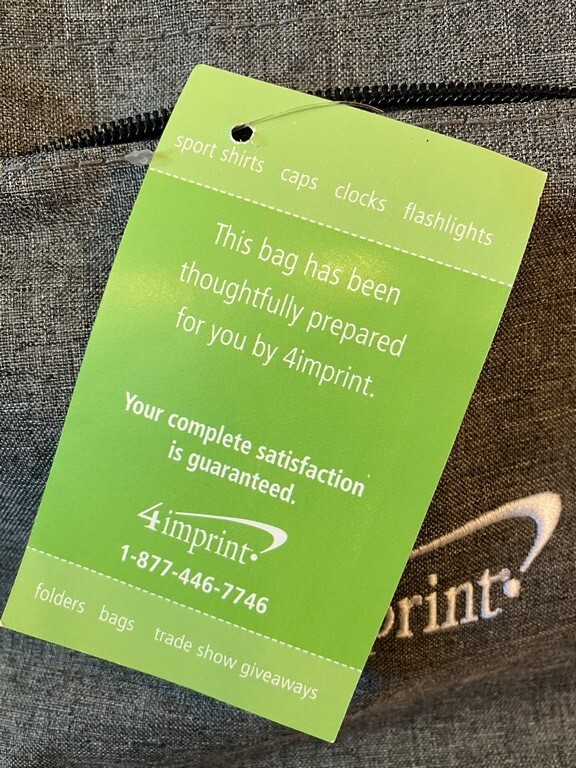 sport shirts caps clocks flashlights
This bag has been
thoughtfully prepared
for you by 4imprint.
Your complete satisfaction
is guaranteed.
4imprint
1-877-446-7746
folders bags trade show giveaways
print